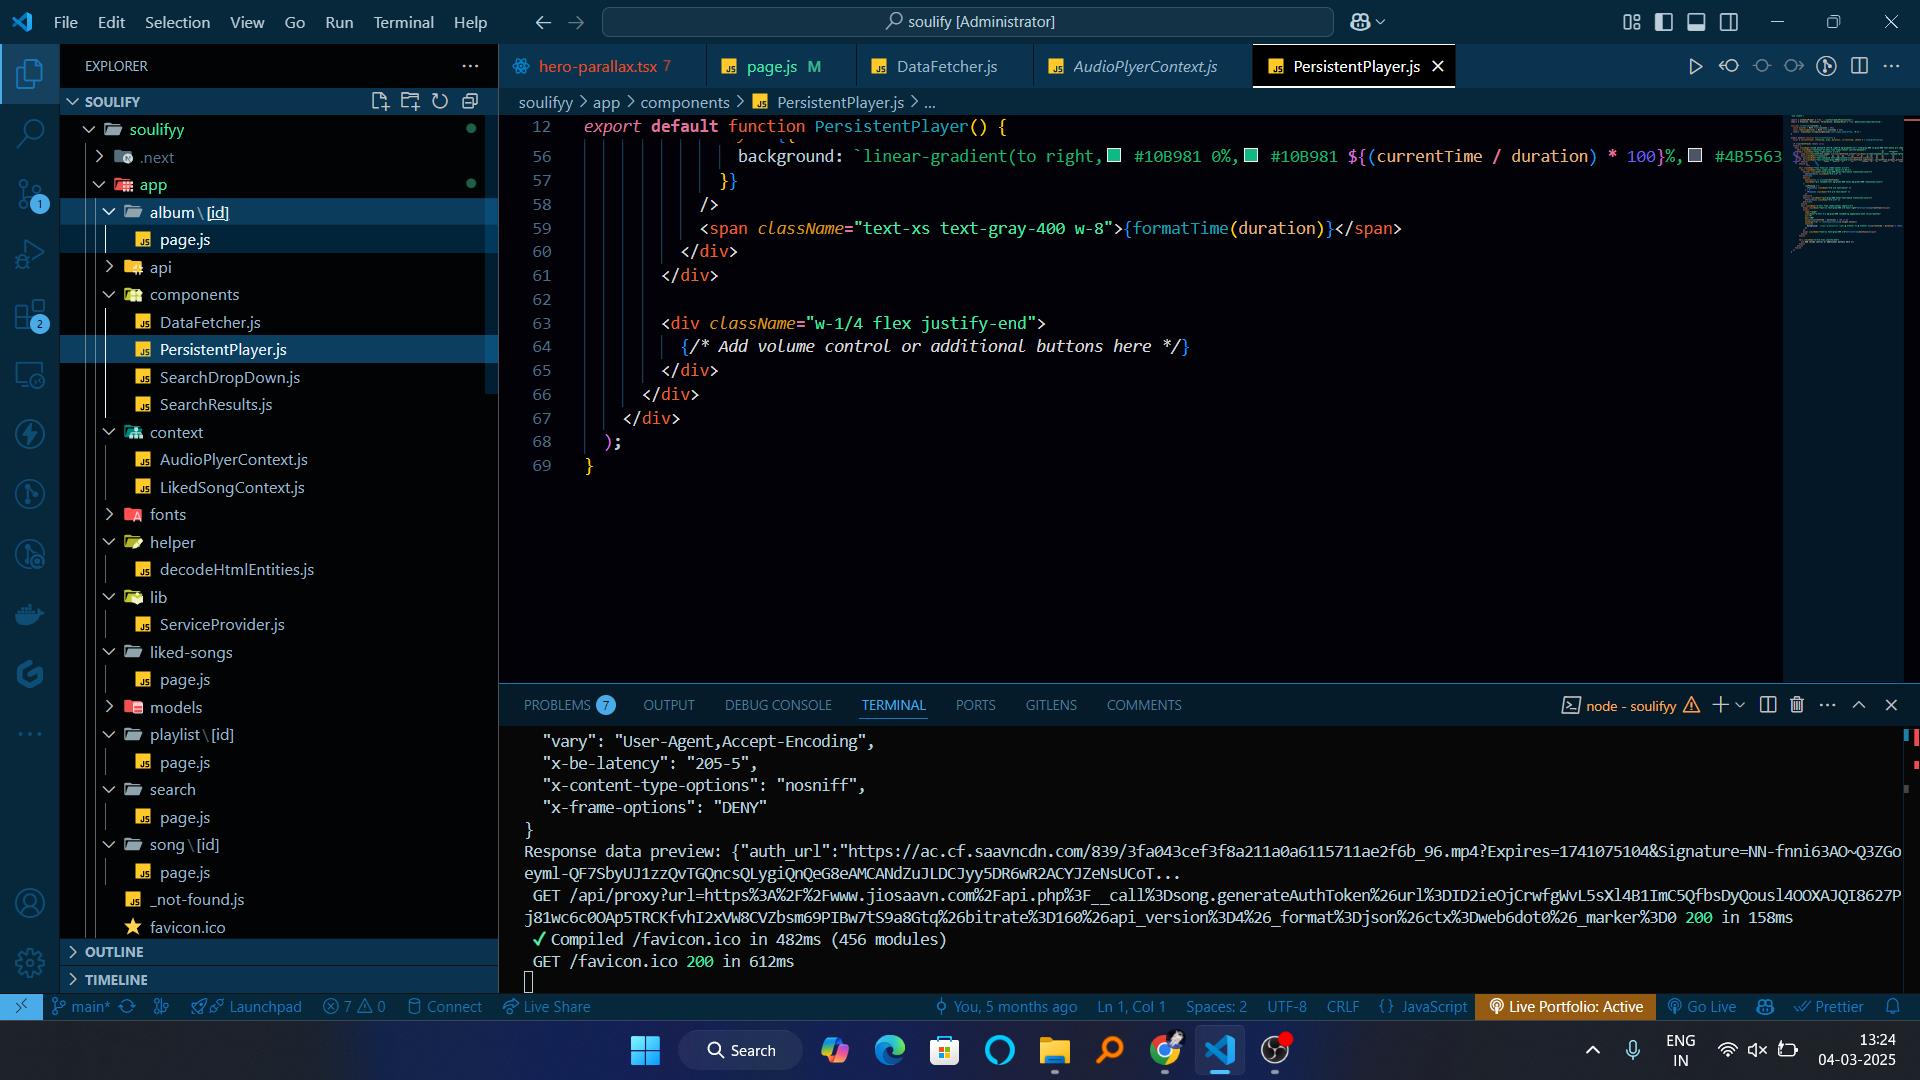 File Edit Selection View Go Run Terminal Help
soulify [Administrator]
EXPLORER
hero-parallax.tsx 7
page.js M
DataFetcher.js
AudioPlyerContext.js
PersistentPlayer.js
SOULIFY
soulifyy > app > components > PersistentPlayer.js > ...
soulifyy
.next
app
album\[id]
page.js
api
components
DataFetcher.js
PersistentPlayer.js
SearchDropDown.js
SearchResults.js
context
AudioPlyerContext.js
LikedSongContext.js
fonts
helper
decodeHtmlEntities.js
lib
ServiceProvider.js
liked-songs
page.js
models
playlist\[id]
page.js
search
page.js
song\[id]
page.js
_not-found.js
favicon.ico
OUTLINE
TIMELINE
1
2
12 export default function PersistentPlayer() {
56 background: `linear-gradient(to right, #10B981 0%, #10B981 ${(currentTime / duration) * 100}%, #4B5563
57 }}
58 />
59 <span className="text-xs text-gray-400 w-8">{formatTime(duration)}</span>
60 </div>
61 </div>
62
63 <div className="w-1/4 flex justify-end">
64 {/* Add volume control or additional buttons here */}
65 </div>
66 </div>
67 </div>
68 );
69 }
PROBLEMS 7 OUTPUT DEBUG CONSOLE TERMINAL PORTS GITLENS COMMENTS
node - soulifyy
"vary": "User-Agent,Accept-Encoding",
"x-be-latency": "205-5",
"x-content-type-options": "nosniff",
"x-frame-options": "DENY"
}
Response data preview: {"auth_url":"https://ac.cf.saavncdn.com/839/3fa043cef3f8a211a0a6115711ae2f6b_96.mp4?Expires=1741075104&Signature=NN-fnni63AO~Q3ZGo
eyml-QF7SbyUJ1zzQvTGQncsQLygiQnQeG8eAMCANdZuJLDCJyy5DR6wR2ACYJZeNsUCoT...
GET /api/proxy?url=https%3A%2F%2Fwww.jiosaavn.com%2Fapi.php%3F__call%3Dsong.generateAuthToken%26url%3DID2ieOjCrwfgWvL5sXl4B1ImC5QfbsDyQousl4OOXAJQI8627P
j81wc6c0OAp5TRCKfvhI2xVW8CVZbsm69PIBw7tS9a8Gtq%26bitrate%3D160%26api_version%3D4%26_format%3Djson%26ctx%3Dweb6dot0%26_marker%3D0 200 in 158ms
✓ Compiled /favicon.ico in 482ms (456 modules)
GET /favicon.ico 200 in 612ms
main* Launchpad 7 0 Connect Live Share
You, 5 months ago Ln 1, Col 1 Spaces: 2 UTF-8 CRLF {} JavaScript Live Portfolio: Active Go Live Prettier
Search
ENG
IN
13:24
04-03-2025